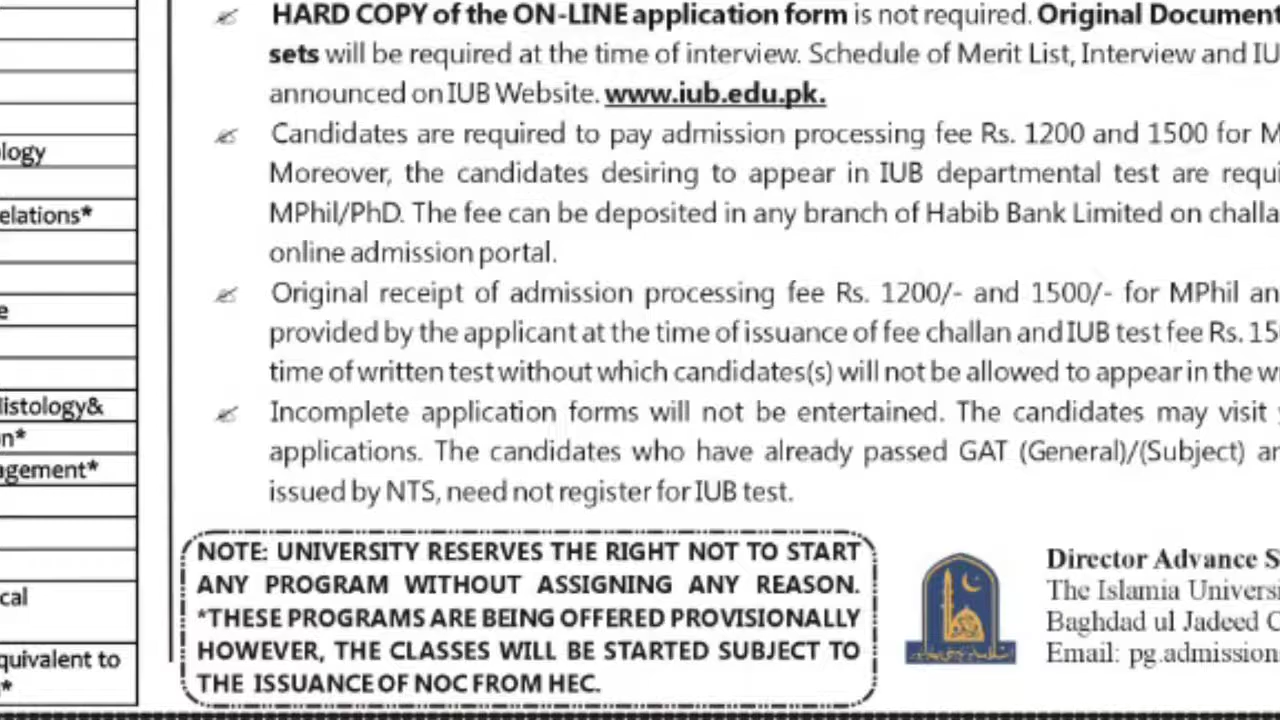 HARD COPY of the ON-LINE application form is not required. Original Document
sets will be required at the time of interview. Schedule of Merit List, Interview and IU
announced on IUB Website. www.iub.edu.pk.
Candidates are required to pay admission processing fee Rs. 1200 and 1500 for M
Moreover, the candidates desiring to appear in IUB departmental test are requi
MPhil/PhD. The fee can be deposited in any branch of Habib Bank Limited on challa
online admission portal.
Original receipt of admission processing fee Rs. 1200/- and 1500/- for MPhil an
provided by the applicant at the time of issuance of fee challan and IUB test fee Rs. 15
time of written test without which candidates(s) will not be allowed to appear in the w
Incomplete application forms will not be entertained. The candidates may visit
applications. The candidates who have already passed GAT (General)/(Subject) an
issued by NTS, need not register for IUB test.
NOTE: UNIVERSITY RESERVES THE RIGHT NOT TO START
ANY PROGRAM WITHOUT ASSIGNING ANY REASON.
*THESE PROGRAMS ARE BEING OFFERED PROVISIONALLY
HOWEVER, THE CLASSES WILL BE STARTED SUBJECT TO
THE ISSUANCE OF NOC FROM HEC.
Director Advance S
The Islamia Universi
Baghdad ul Jadeed C
Email: pg.admission
logy
elations*
e
listology&
n*
agement*
cal
quivalent to
*